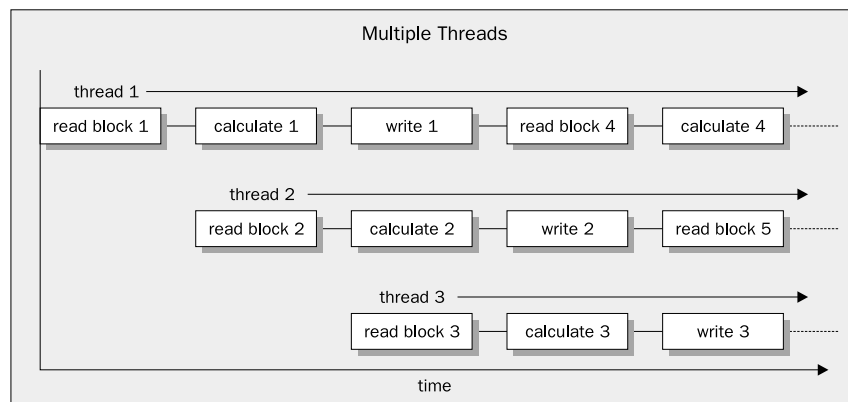 Multiple Threads
thread 1
read block 1 calculate 1 write 1 read block 4 calculate 4
thread 2
read block 2 calculate 2 write 2 read block 5
thread 3
read block 3 calculate 3 write 3
time